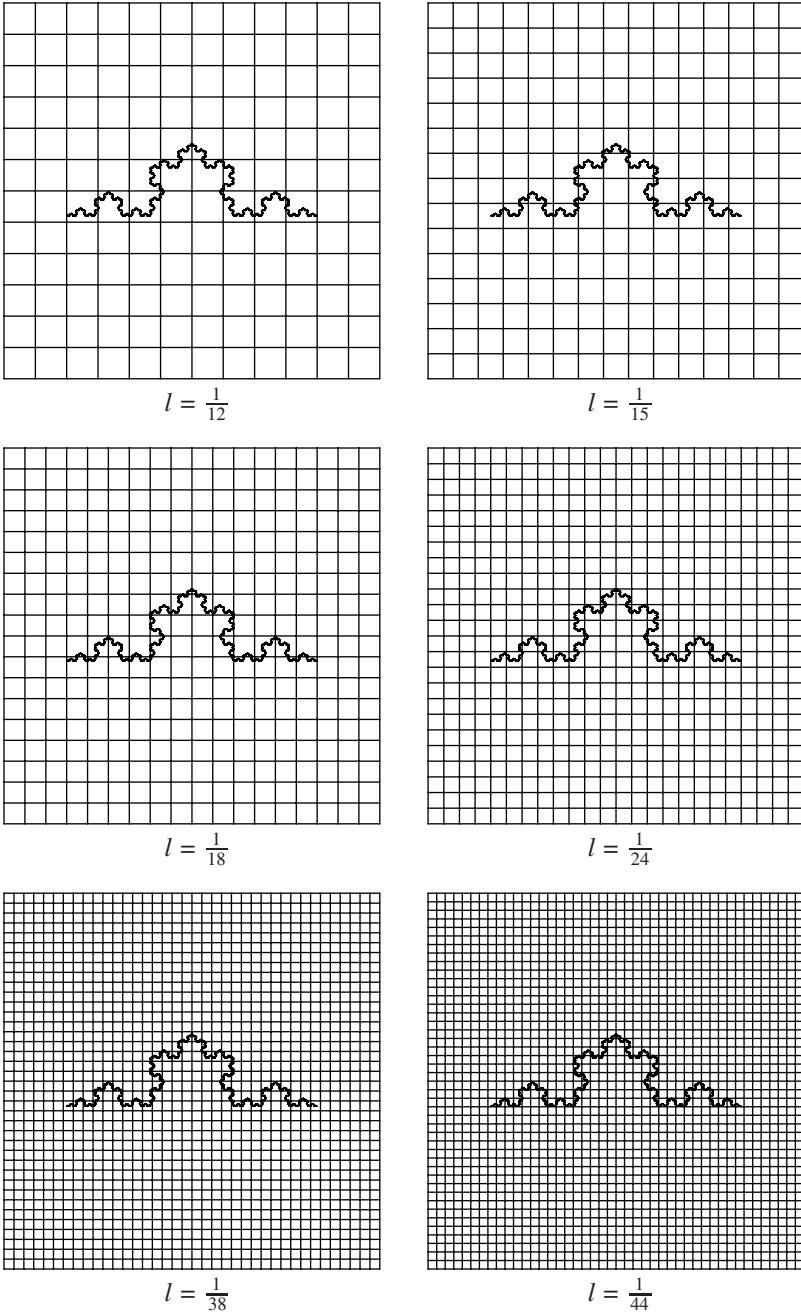 l = 1/12
l = 1/15
l = 1/18
l = 1/24
l = 1/38
l = 1/44